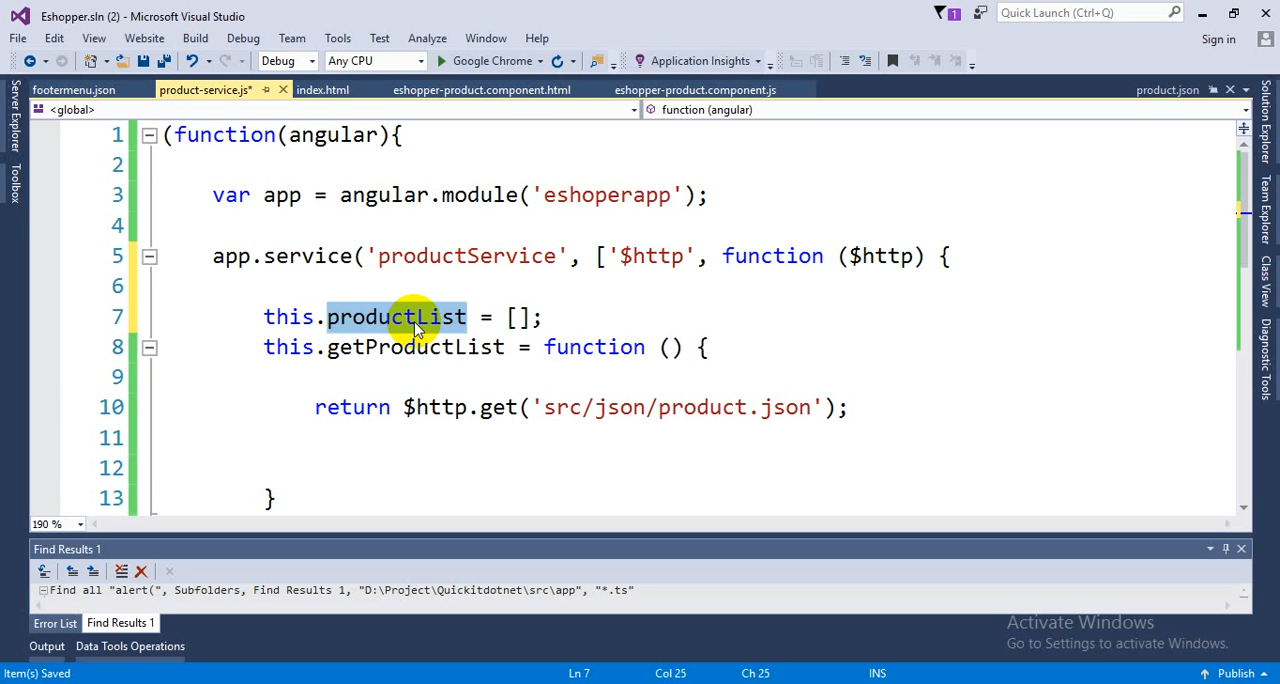 Eshopper.sln (2) - Microsoft Visual Studio
1
Quick Launch (Ctrl+Q)
File Edit View Website Build Debug Team Tools Test Analyze Window Help
Sign in
Debug Any CPU Google Chrome Application Insights
footermenu.json product-service.js* index.html eshopper-product.component.html eshopper-product.component.js product.json
<global> function (angular)
Server Explorer
Toolbox
Solution Explorer
Team Explorer
Class View
Diagnostic Tools
1 (function(angular){
2
3 var app = angular.module('eshoperapp');
4
5 app.service('productService', ['$http', function ($http) {
6
7 this.productList = [];
8 this.getProductList = function () {
9
10 return $http.get('src/json/product.json');
11
12
13 }
190 %
Find Results 1
Find all "alert(", Subfolders, Find Results 1, "D:\Project\Quickitdotnet\src\app", "*.ts"
Error List Find Results 1
Output Data Tools Operations
Activate Windows
Go to Settings to activate Windows.
Item(s) Saved Ln 7 Col 25 Ch 25 INS Publish